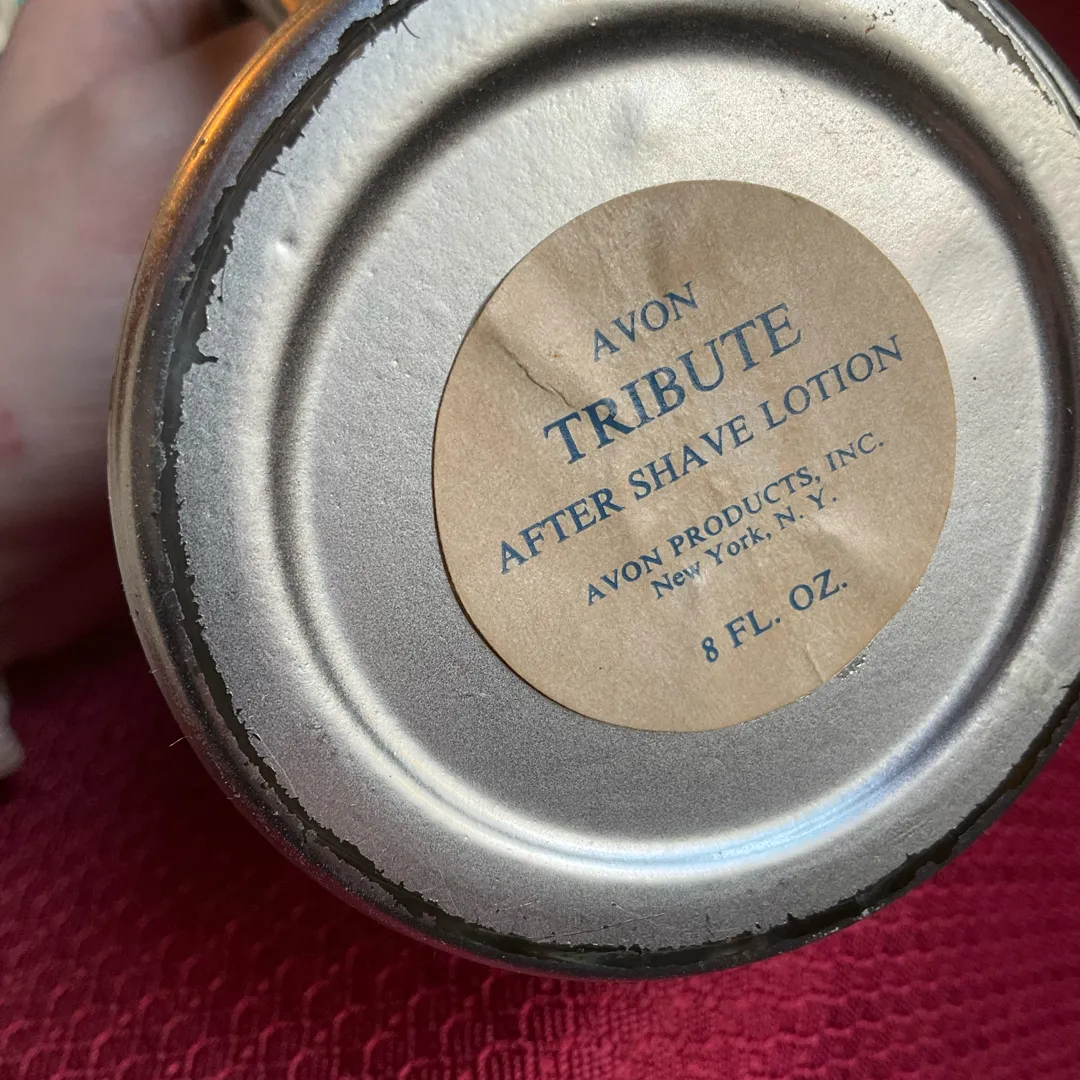 AVON
TRIBUTE
AFTER SHAVE LOTION
AVON PRODUCTS, INC.
New York, N. Y.
8 FL. OZ.